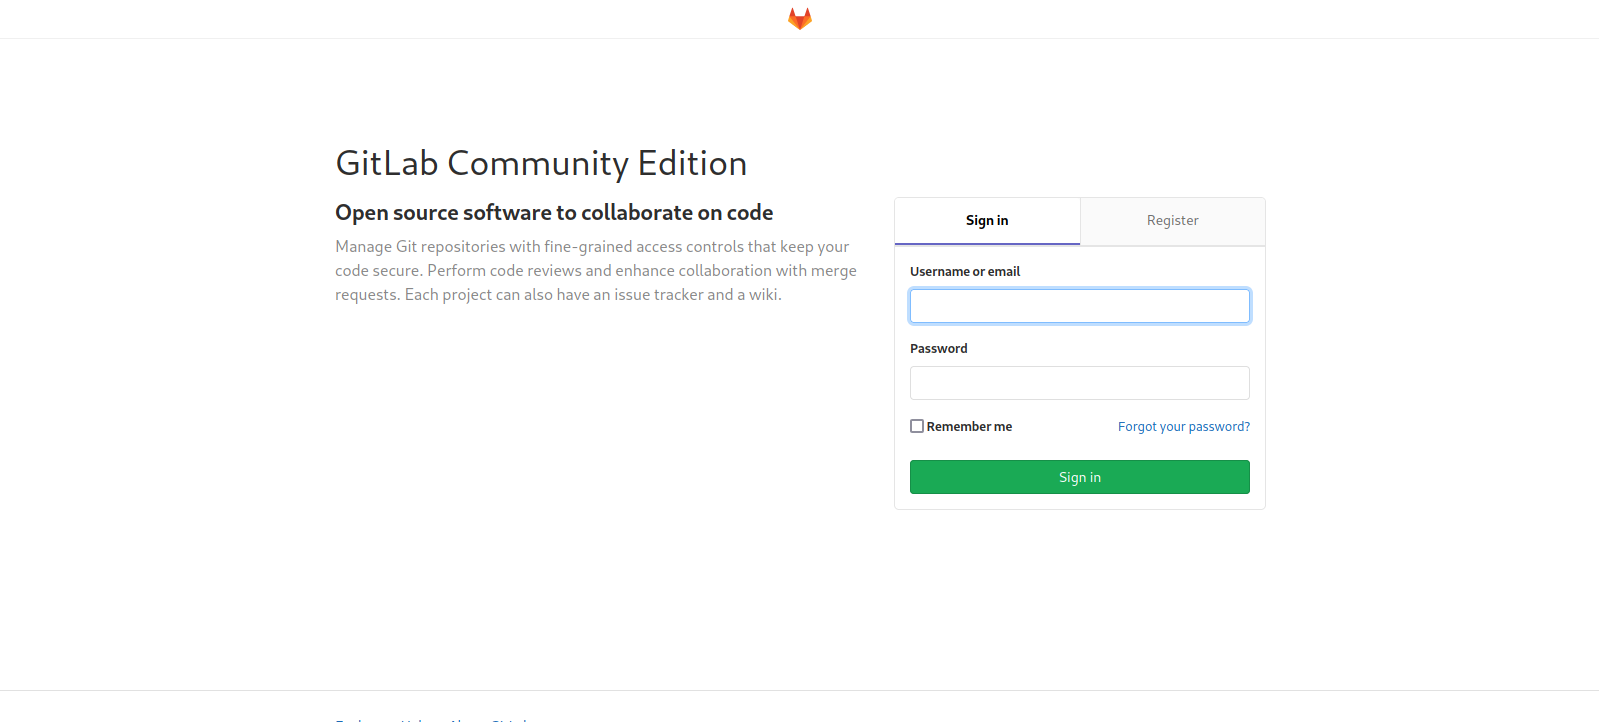 GitLab Community Edition
Open source software to collaborate on code
Manage Git repositories with fine-grained access controls that keep your
code secure. Perform code reviews and enhance collaboration with merge
requests. Each project can also have an issue tracker and a wiki.
Sign in
Register
Username or email
Password
Remember me
Forgot your password?
Sign in